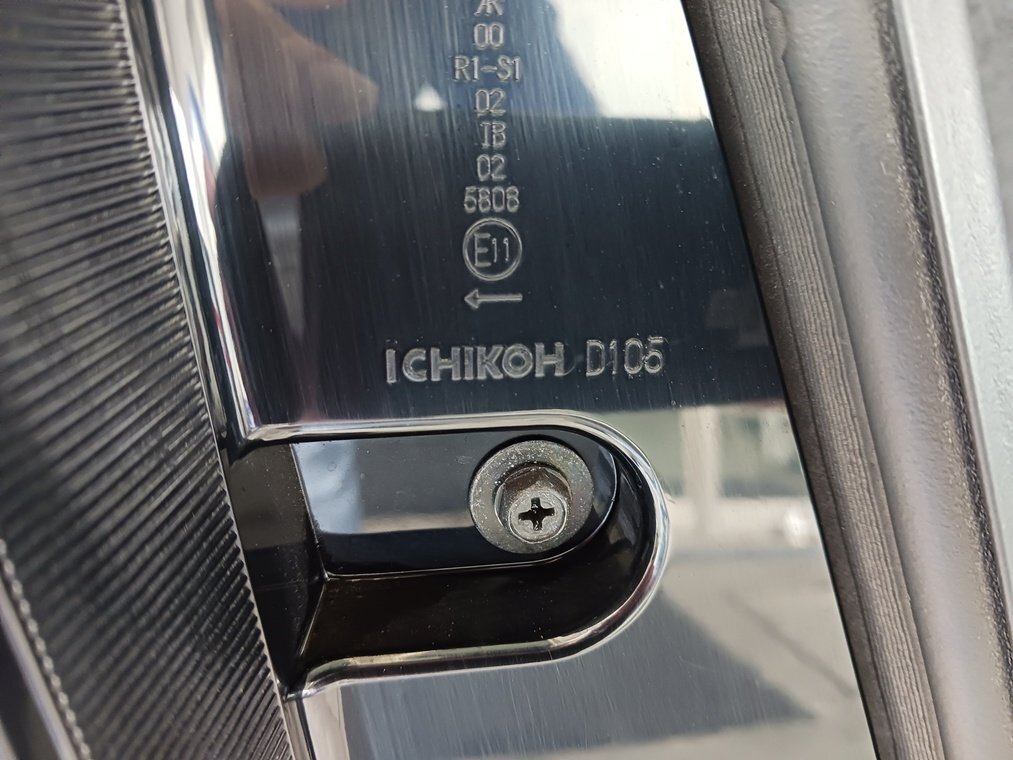 00
R1-S1
02
IB
02
5808
E11
←
ICHIKOH D105